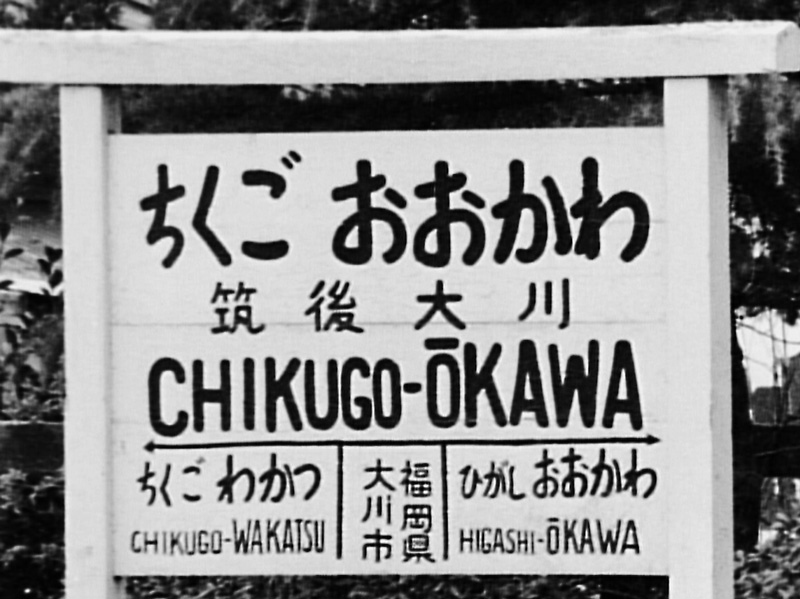 ちくご おおかわ
筑後大川
CHIKUGO-ŌKAWA
ちくご わかつ
CHIKUGO-WAKATSU
福岡県
大川市
ひがし おおかわ
HIGASHI-ŌKAWA